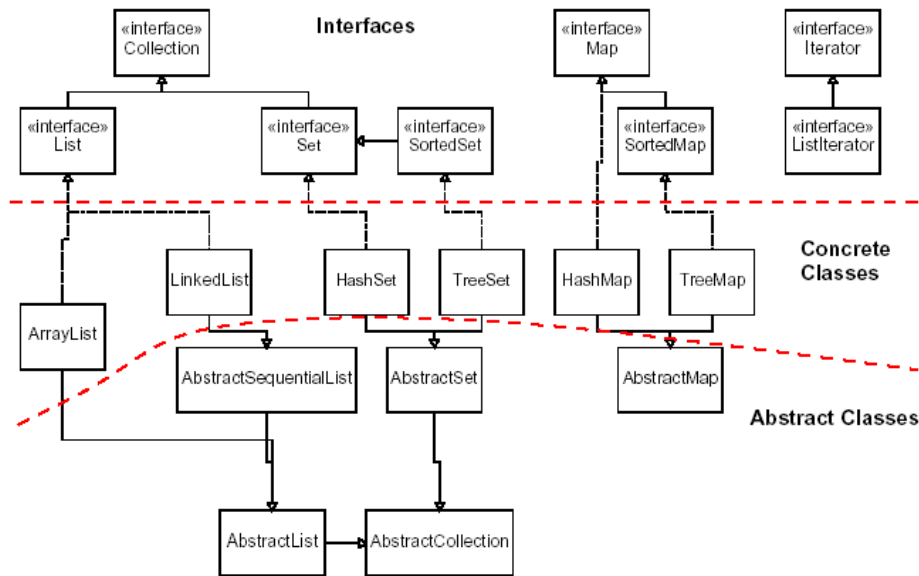 Interfaces
«interface»
Collection
«interface»
Map
«interface»
Iterator
«interface»
List
«interface»
Set
«interface»
SortedSet
«interface»
SortedMap
«interface»
ListIterator
Concrete
Classes
LinkedList
HashSet
TreeSet
HashMap
TreeMap
ArrayList
AbstractSequentialList
AbstractSet
AbstractMap
Abstract Classes
AbstractList
AbstractCollection